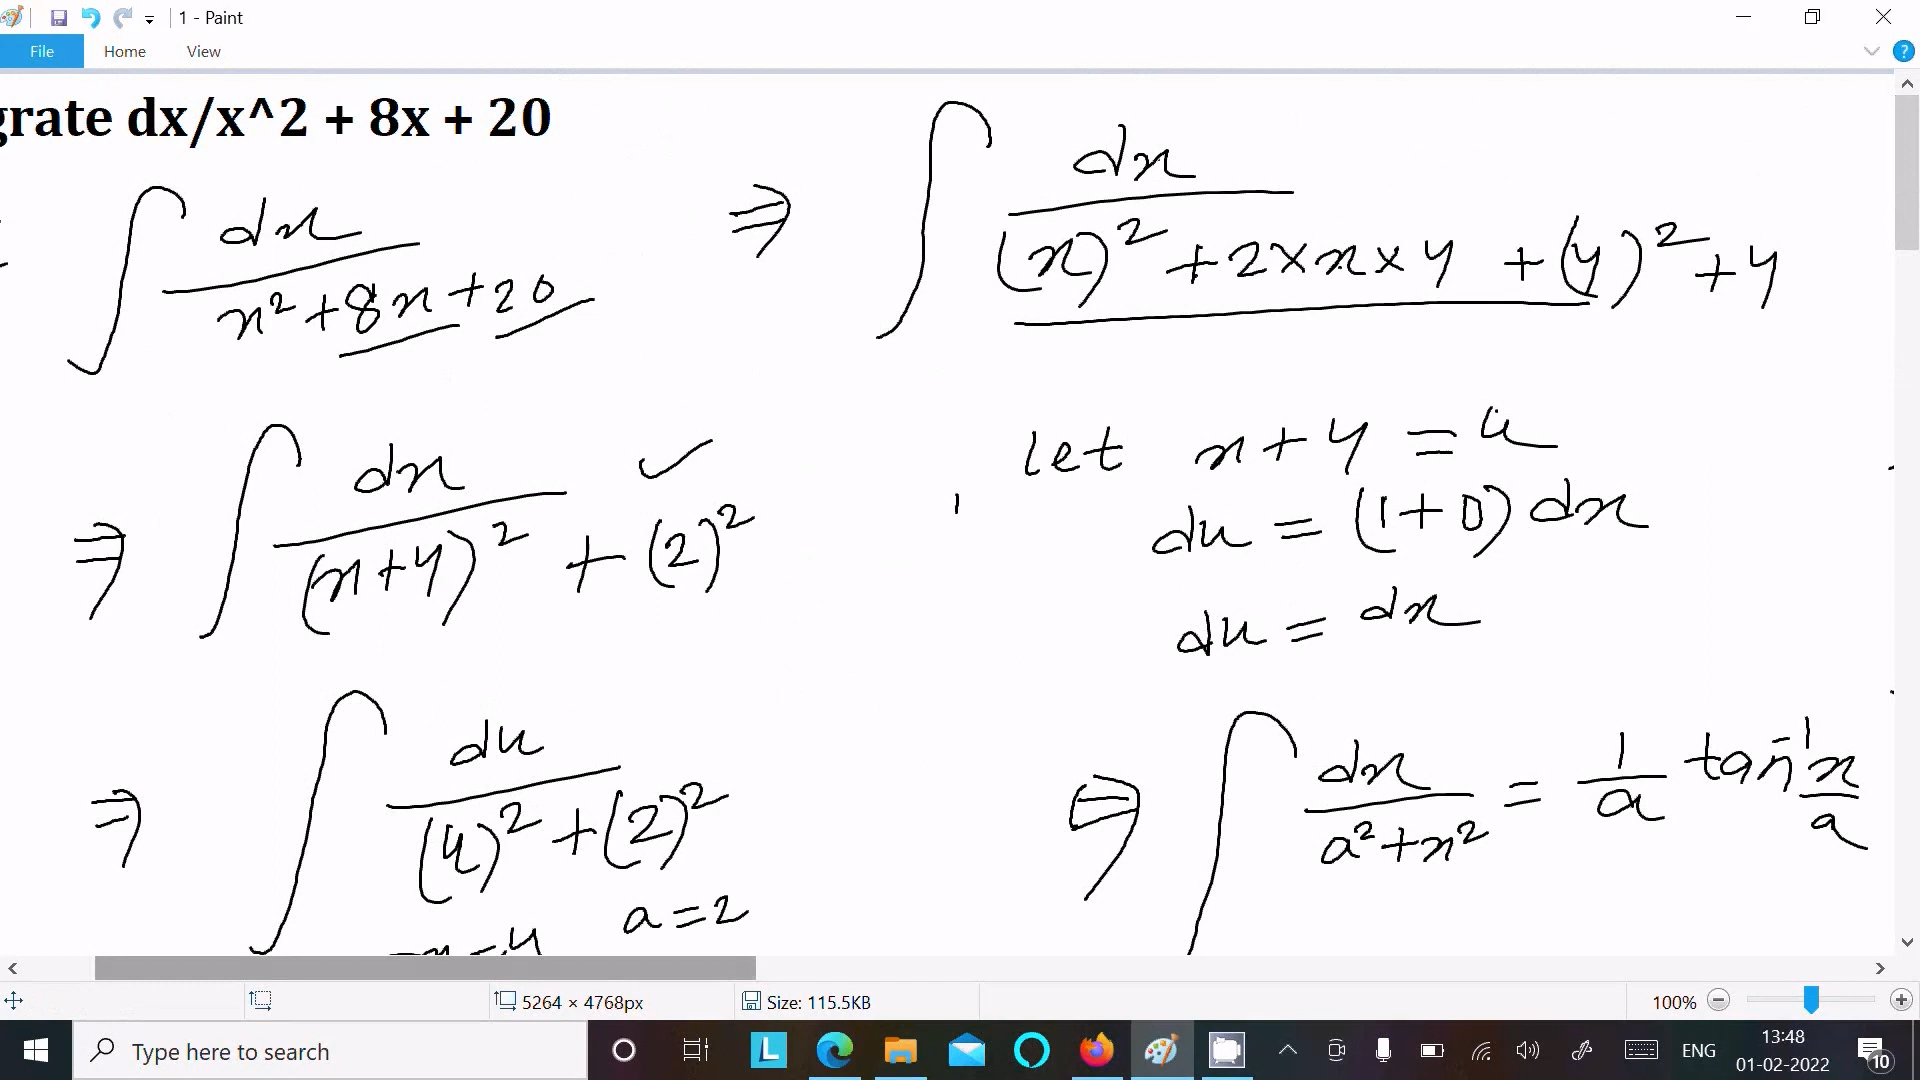 1 - Paint
File Home View
grate dx/x^2 + 8x + 20
∫ dx / (x² + 8x + 20) ⇒ ∫ dx / ((x)² + 2×x×4 + (4)² + 4)
⇒ ∫ dx / ((x+4)² + (2)²) ✓
let x + 4 = u
du = (1+0) dx
du = dx
⇒ ∫ du / ((u)² + (2)²)
a = 2
⇒ ∫ dx / (a² + x²) = 1/a tan⁻¹ x/a
5264 × 4768px Size: 115.5KB 100%
Type here to search
ENG 13:48
01-02-2022
10